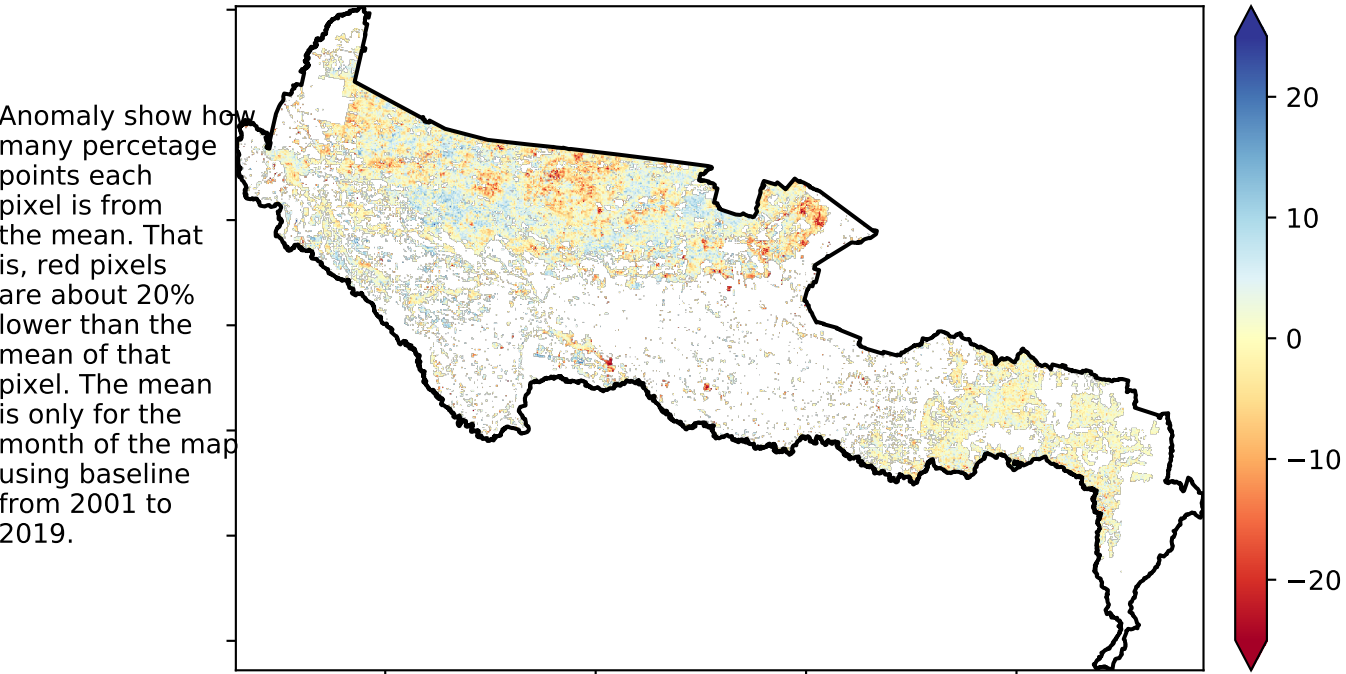 Anomaly show how
many percetage
points each
pixel is from
the mean. That
is, red pixels
are about 20%
lower than the
mean of that
pixel. The mean
is only for the
month of the map
using baseline
from 2001 to
2019.
20
10
0
−10
−20